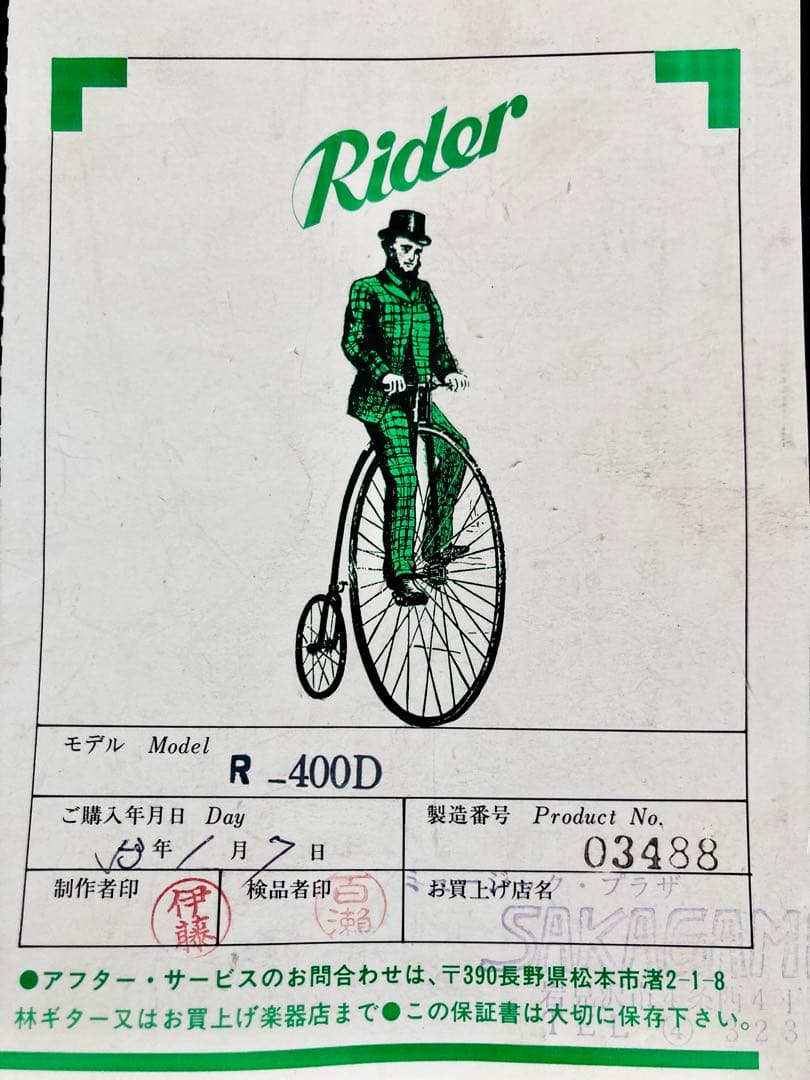 Rider
モデル Model
R -400D
ご購入年月日 Day
製造番号 Product No.
年 1 月 7 日
03488
制作者印
伊藤
検品者印
百瀬
お買上げ店名
ミュージック・プラザ
SAKAGAM
●アフター・サービスのお問合わせは、〒390長野県松本市渚2-1-8
林ギター又はお買上げ楽器店まで●この保証書は大切に保存下さい。
TEL ④ 323